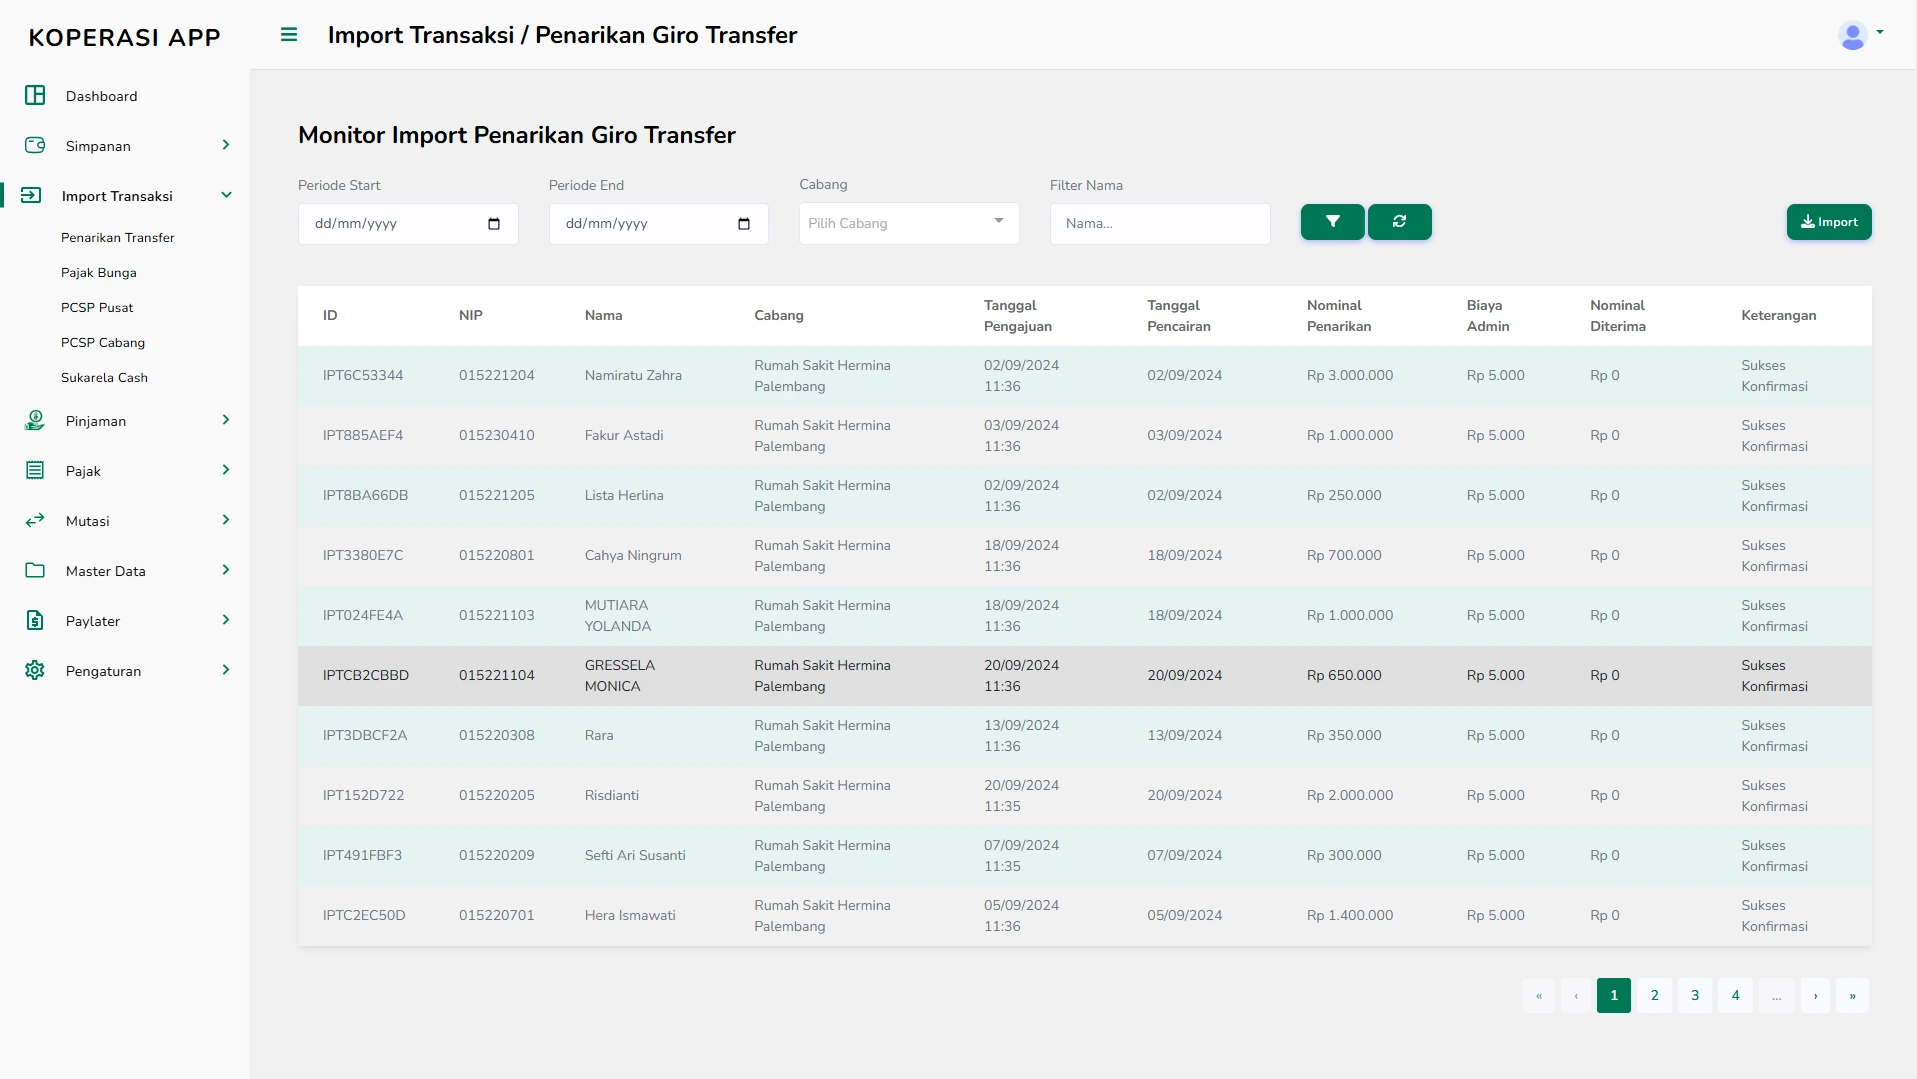 KOPERASI APP
Import Transaksi / Penarikan Giro Transfer
Dashboard
Simpanan
Import Transaksi
Penarikan Transfer
Pajak Bunga
PCSP Pusat
PCSP Cabang
Sukarela Cash
Pinjaman
Pajak
Mutasi
Master Data
Paylater
Pengaturan
Monitor Import Penarikan Giro Transfer
Periode Start Periode End Cabang Filter Nama
dd/mm/yyyy dd/mm/yyyy Pilih Cabang Nama... Import
ID NIP Nama Cabang Tanggal Pengajuan Tanggal Pencairan Nominal Penarikan Biaya Admin Nominal Diterima Keterangan
IPT6C53344 015221204 Namiratu Zahra Rumah Sakit Hermina Palembang 02/09/2024 11:36 02/09/2024 Rp 3.000.000 Rp 5.000 Rp 0 Sukses Konfirmasi
IPT885AEF4 015230410 Fakur Astadi Rumah Sakit Hermina Palembang 03/09/2024 11:36 03/09/2024 Rp 1.000.000 Rp 5.000 Rp 0 Sukses Konfirmasi
IPT8BA66DB 015221205 Lista Herlina Rumah Sakit Hermina Palembang 02/09/2024 11:36 02/09/2024 Rp 250.000 Rp 5.000 Rp 0 Sukses Konfirmasi
IPT3380E7C 015220801 Cahya Ningrum Rumah Sakit Hermina Palembang 18/09/2024 11:36 18/09/2024 Rp 700.000 Rp 5.000 Rp 0 Sukses Konfirmasi
IPT024FE4A 015221103 MUTIARA YOLANDA Rumah Sakit Hermina Palembang 18/09/2024 11:36 18/09/2024 Rp 1.000.000 Rp 5.000 Rp 0 Sukses Konfirmasi
IPTCB2CBBD 015221104 GRESSELA MONICA Rumah Sakit Hermina Palembang 20/09/2024 11:36 20/09/2024 Rp 650.000 Rp 5.000 Rp 0 Sukses Konfirmasi
IPT3DBCF2A 015220308 Rara Rumah Sakit Hermina Palembang 13/09/2024 11:36 13/09/2024 Rp 350.000 Rp 5.000 Rp 0 Sukses Konfirmasi
IPT152D722 015220205 Risdianti Rumah Sakit Hermina Palembang 20/09/2024 11:35 20/09/2024 Rp 2.000.000 Rp 5.000 Rp 0 Sukses Konfirmasi
IPT491FBF3 015220209 Sefti Ari Susanti Rumah Sakit Hermina Palembang 07/09/2024 11:35 07/09/2024 Rp 300.000 Rp 5.000 Rp 0 Sukses Konfirmasi
IPTC2EC50D 015220701 Hera Ismawati Rumah Sakit Hermina Palembang 05/09/2024 11:36 05/09/2024 Rp 1.400.000 Rp 5.000 Rp 0 Sukses Konfirmasi
« ‹ 1 2 3 4 ... › »